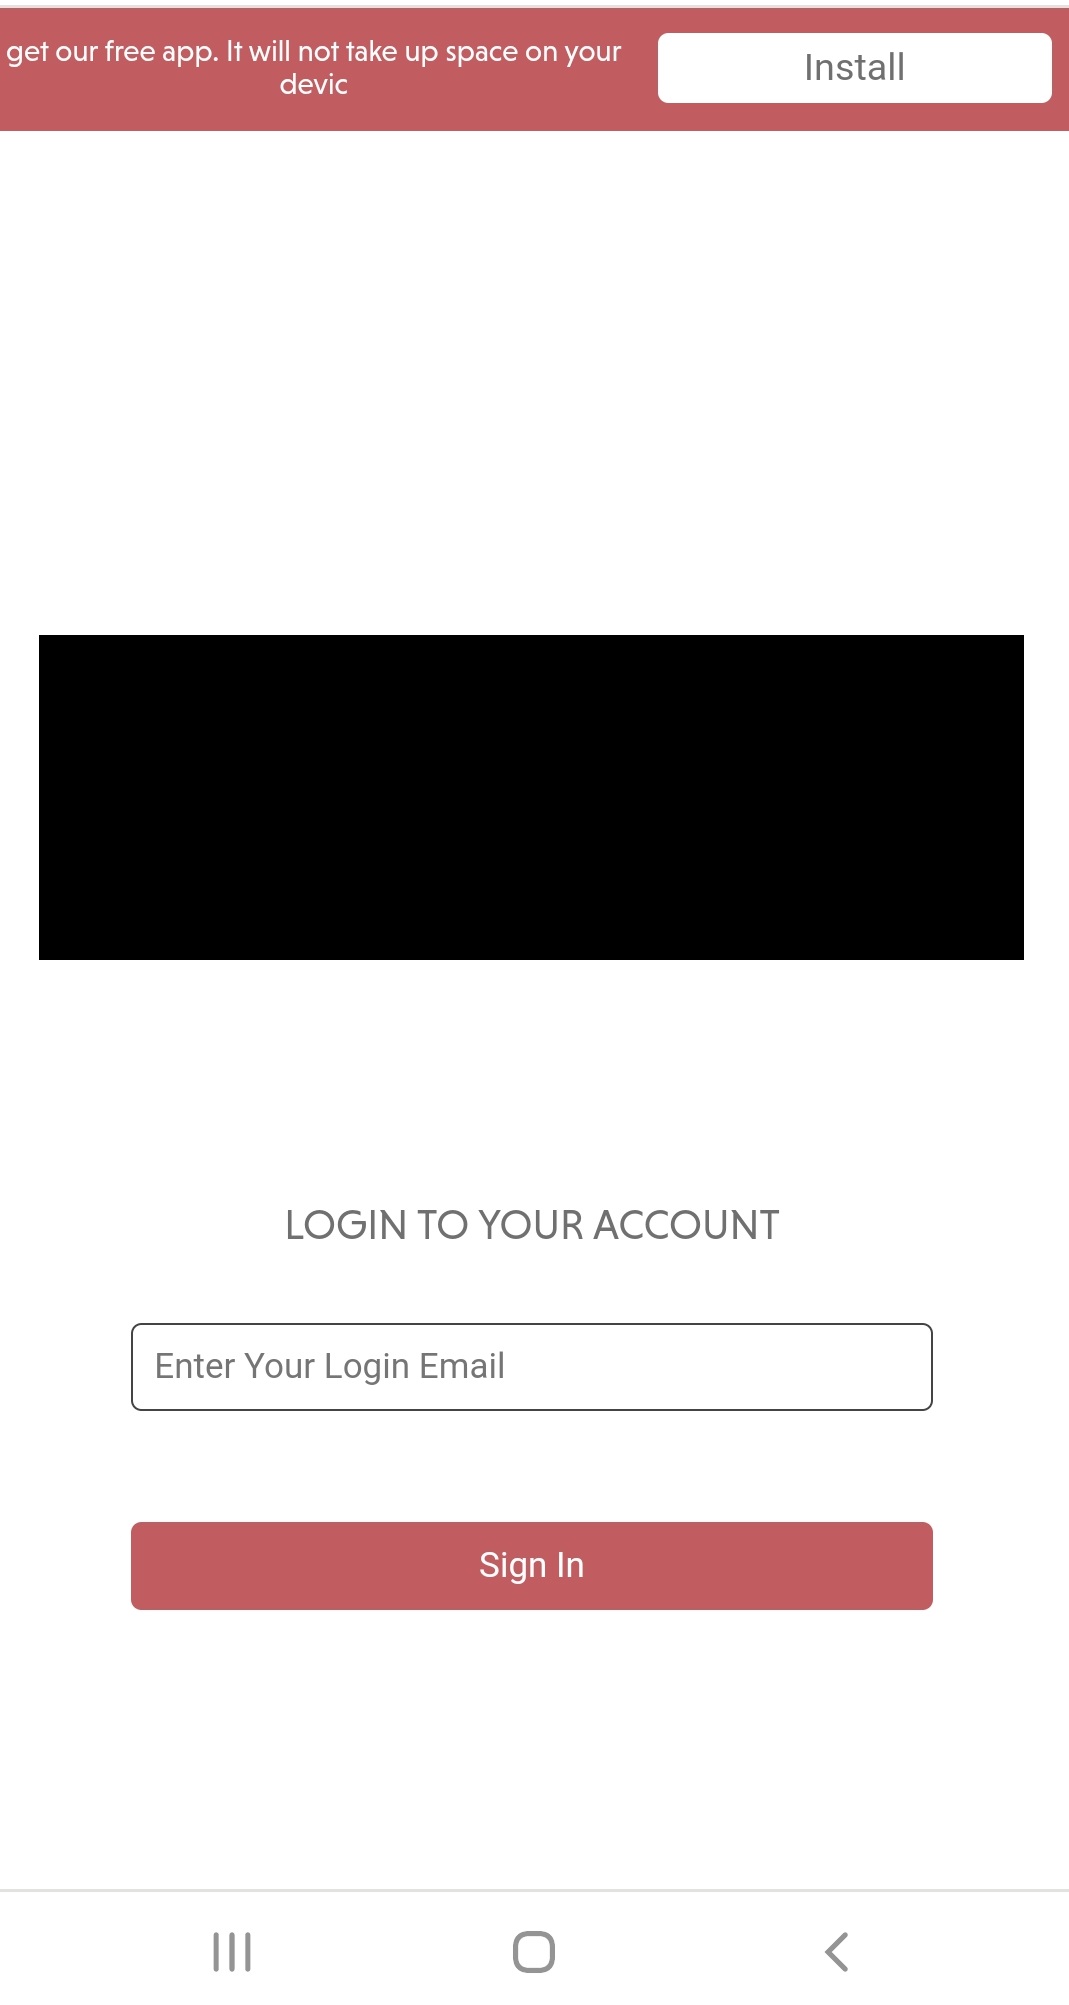 get our free app. It will not take up space on your
devic
Install
LOGIN TO YOUR ACCOUNT
Enter Your Login Email
Sign In